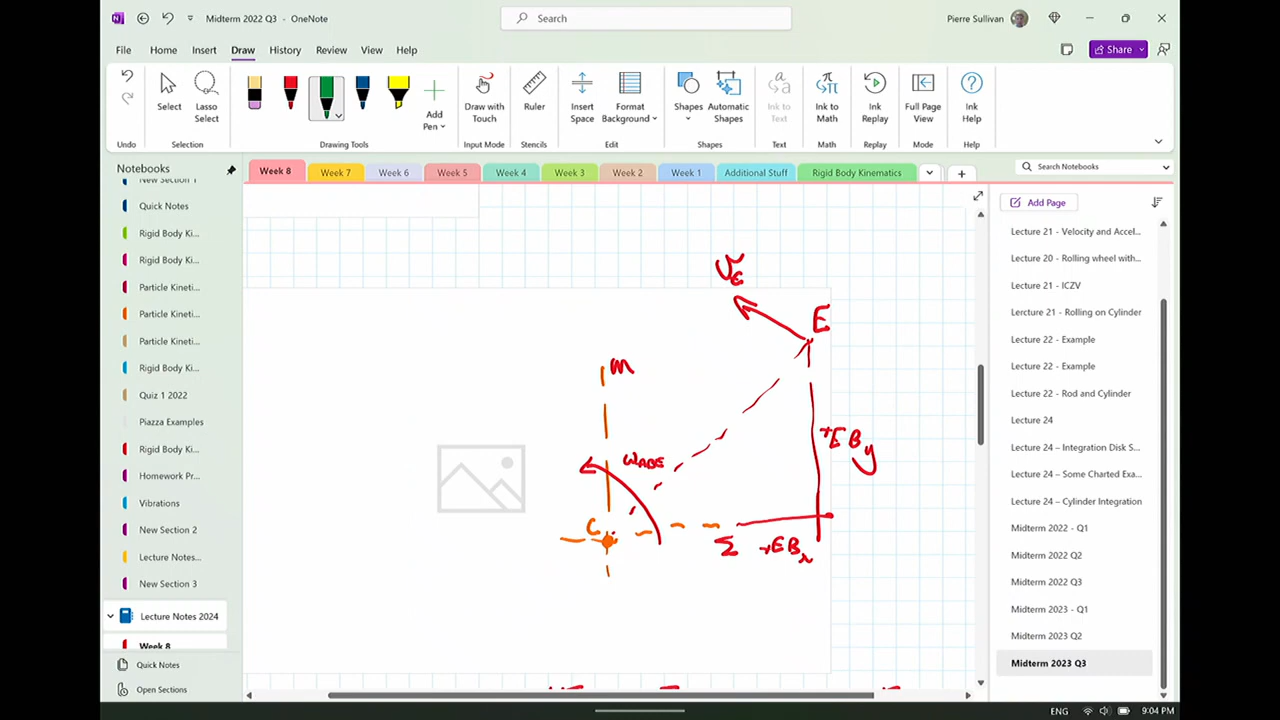 Midterm 2022 Q3 - OneNote
Search
Pierre Sullivan
File Home Insert Draw History Review View Help
Share
Undo
Select
Lasso Select
Add Pen
Draw with Touch
Ruler
Insert Space
Format Background
Shapes
Automatic Shapes
Ink to Text
Ink to Math
Ink Replay
Full Page View
Ink Help
Undo Selection Drawing Tools Input Mode Stencils Edit Shapes Text Math Replay Mode Help
Notebooks
Week 8 Week 7 Week 6 Week 5 Week 4 Week 3 Week 2 Week 1 Additional Stuff Rigid Body Kinematics
Search Notebooks
New Section 1
Quick Notes
Rigid Body Ki...
Rigid Body Ki...
Particle Kineti...
Particle Kineti...
Particle Kineti...
Rigid Body Ki...
Quiz 1 2022
Piazza Examples
Rigid Body Ki...
Homework Pr...
Vibrations
New Section 2
Lecture Notes...
New Section 3
Lecture Notes 2024
Week 8
Quick Notes
Open Sections
E
M
+EBy
WABE
C
+EBx
Add Page
Lecture 21 - Velocity and Accel...
Lecture 20 - Rolling wheel with...
Lecture 21 - ICZV
Lercture 21 - Rolling on Cylinder
Lecture 22 - Example
Lecture 22 - Example
Lecture 22 - Rod and Cylinder
Lecture 24
Lecture 24 – Integration Disk S...
Lecture 24 – Some Charted Exa...
Lecture 24 – Cylinder Integration
Midterm 2022 - Q1
Midterm 2022 Q2
Midterm 2022 Q3
Midterm 2023 - Q1
Midterm 2023 Q2
Midterm 2023 Q3
ENG
9:04 PM